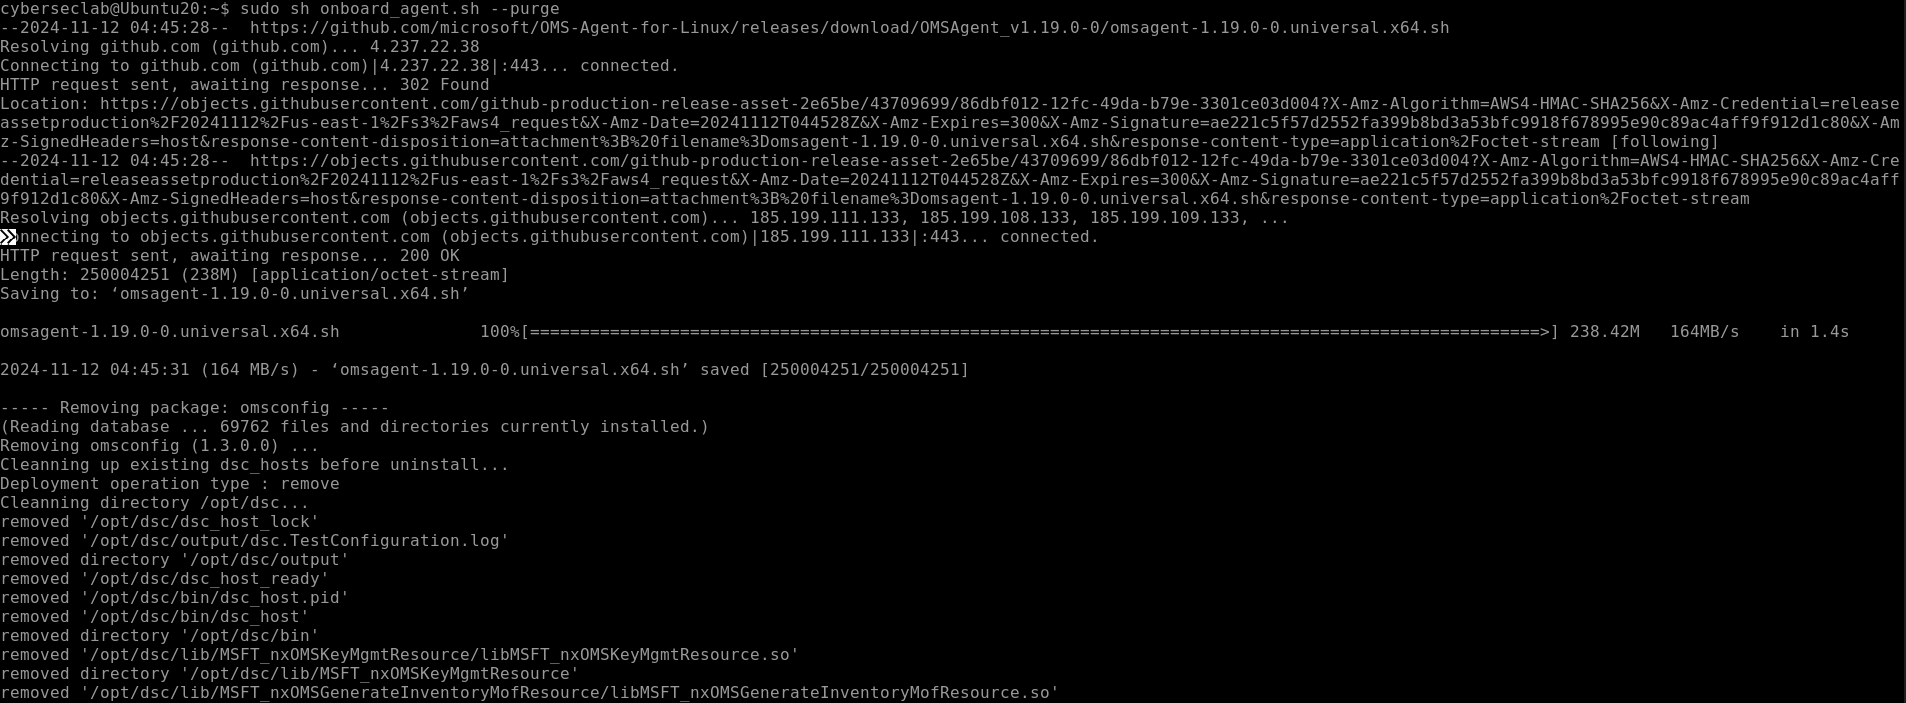 cyberseclab@Ubuntu20:~$ sudo sh onboard_agent.sh --purge
--2024-11-12 04:45:28--  https://github.com/microsoft/OMS-Agent-for-Linux/releases/download/OMSAgent_v1.19.0-0/omsagent-1.19.0-0.universal.x64.sh
Resolving github.com (github.com)... 4.237.22.38
Connecting to github.com (github.com)|4.237.22.38|:443... connected.
HTTP request sent, awaiting response... 302 Found
Location: https://objects.githubusercontent.com/github-production-release-asset-2e65be/43709699/86dbf012-12fc-49da-b79e-3301ce03d004?X-Amz-Algorithm=AWS4-HMAC-SHA256&X-Amz-Credential=release
assetproduction%2F20241112%2Fus-east-1%2Fs3%2Faws4_request&X-Amz-Date=20241112T044528Z&X-Amz-Expires=300&X-Amz-Signature=ae221c5f57d2552fa399b8bd3a53bfc9918f678995e90c89ac4aff9f912d1c80&X-Am
z-SignedHeaders=host&response-content-disposition=attachment%3B%20filename%3Domsagent-1.19.0-0.universal.x64.sh&response-content-type=application%2Foctet-stream [following]
--2024-11-12 04:45:28--  https://objects.githubusercontent.com/github-production-release-asset-2e65be/43709699/86dbf012-12fc-49da-b79e-3301ce03d004?X-Amz-Algorithm=AWS4-HMAC-SHA256&X-Amz-Cre
dential=releaseassetproduction%2F20241112%2Fus-east-1%2Fs3%2Faws4_request&X-Amz-Date=20241112T044528Z&X-Amz-Expires=300&X-Amz-Signature=ae221c5f57d2552fa399b8bd3a53bfc9918f678995e90c89ac4aff
9f912d1c80&X-Amz-SignedHeaders=host&response-content-disposition=attachment%3B%20filename%3Domsagent-1.19.0-0.universal.x64.sh&response-content-type=application%2Foctet-stream
Resolving objects.githubusercontent.com (objects.githubusercontent.com)... 185.199.111.133, 185.199.108.133, 185.199.109.133, ...
onnecting to objects.githubusercontent.com (objects.githubusercontent.com)|185.199.111.133|:443... connected.
HTTP request sent, awaiting response... 200 OK
Length: 250004251 (238M) [application/octet-stream]
Saving to: ‘omsagent-1.19.0-0.universal.x64.sh’
omsagent-1.19.0-0.universal.x64.sh              100%[=====================================================================================================>] 238.42M   164MB/s    in 1.4s
2024-11-12 04:45:31 (164 MB/s) - ‘omsagent-1.19.0-0.universal.x64.sh’ saved [250004251/250004251]
----- Removing package: omsconfig -----
(Reading database ... 69762 files and directories currently installed.)
Removing omsconfig (1.3.0.0) ...
Cleanning up existing dsc_hosts before uninstall...
Deployment operation type : remove
Cleanning directory /opt/dsc...
removed '/opt/dsc/dsc_host_lock'
removed '/opt/dsc/output/dsc.TestConfiguration.log'
removed directory '/opt/dsc/output'
removed '/opt/dsc/dsc_host_ready'
removed '/opt/dsc/bin/dsc_host.pid'
removed '/opt/dsc/bin/dsc_host'
removed directory '/opt/dsc/bin'
removed '/opt/dsc/lib/MSFT_nxOMSKeyMgmtResource/libMSFT_nxOMSKeyMgmtResource.so'
removed directory '/opt/dsc/lib/MSFT_nxOMSKeyMgmtResource'
removed '/opt/dsc/lib/MSFT_nxOMSGenerateInventoryMofResource/libMSFT_nxOMSGenerateInventoryMofResource.so'